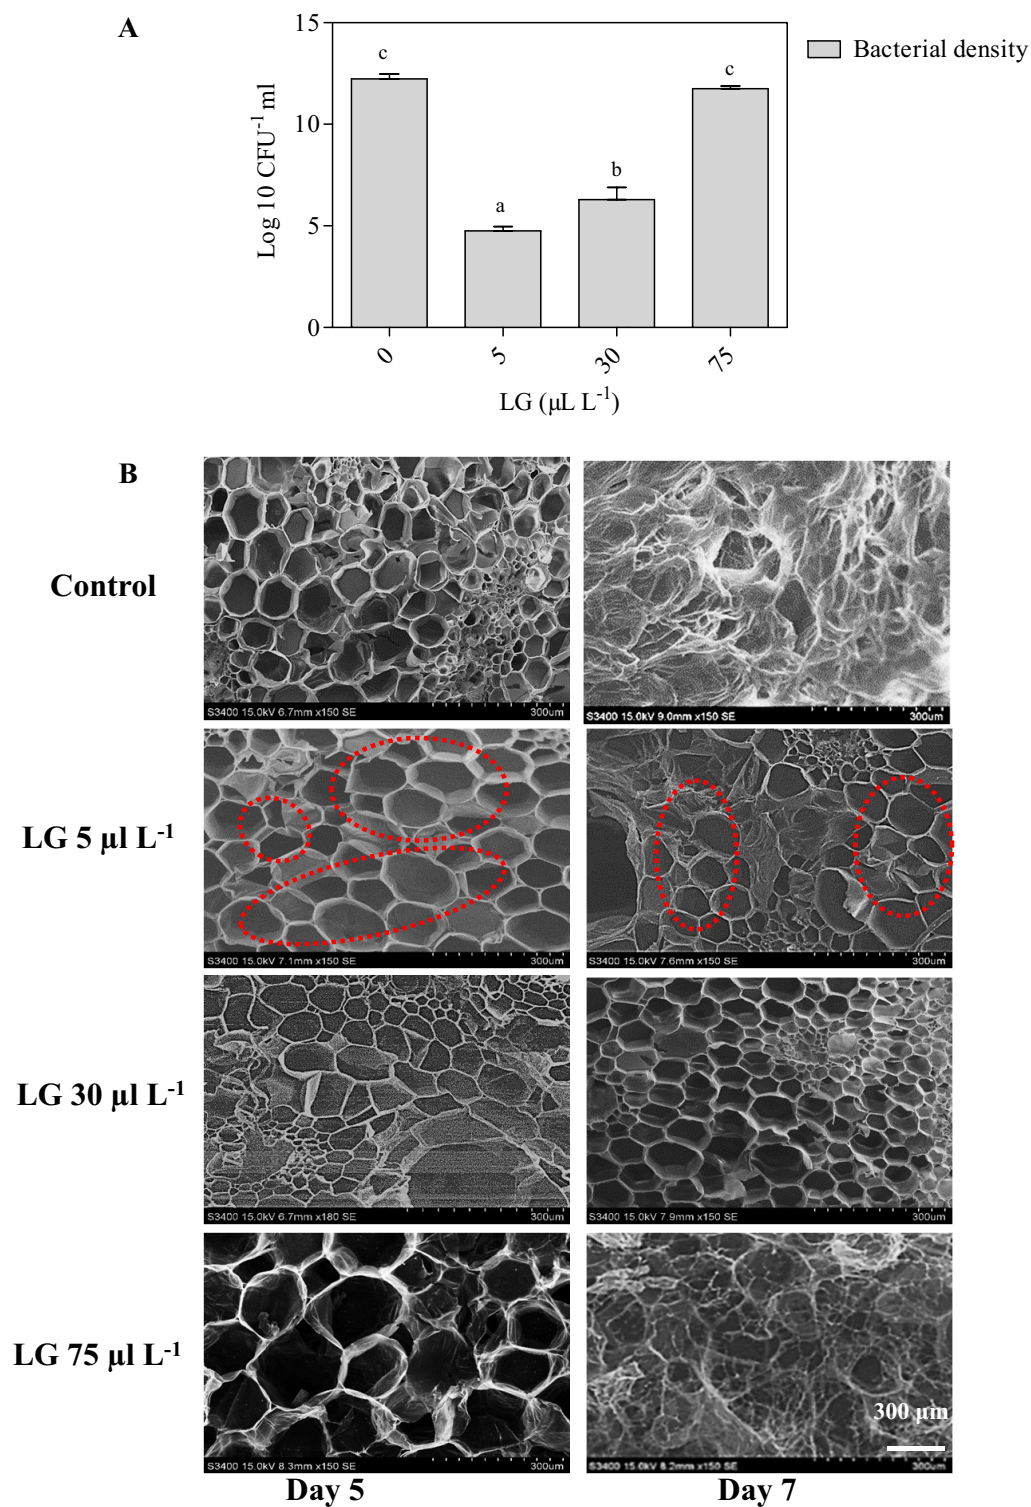 A
15
10
5
0
Log 10 CFU⁻¹ ml
c
a
b
c
Bacterial density
0
5
30
75
LG (µL L⁻¹)
B
Control
S3400 15.0kV 6.7mm x150 SE 300um
S3400 15.0kV 9.0mm x150 SE 300um
LG 5 µl L⁻¹
S3400 15.0kV 7.1mm x150 SE 300um
S3400 15.0kV 7.6mm x150 SE 300um
LG 30 µl L⁻¹
S3400 15.0kV 6.7mm x180 SE 300um
S3400 15.0kV 7.9mm x150 SE 300um
LG 75 µl L⁻¹
300 µm
S3400 15.0kV 8.3mm x150 SE 300um
S3400 15.0kV 8.2mm x150 SE 300um
Day 5
Day 7